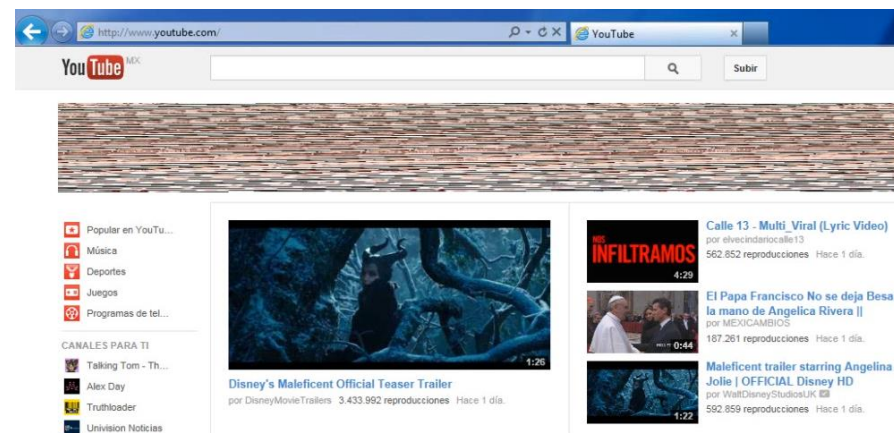 http://www.youtube.com/
YouTube
You Tube MX
Subir
Popular en YouTu...
Música
Deportes
Juegos
Programas de tel...
CANALES PARA TI
Talking Tom - Th...
Alex Day
Truthloader
Univision Noticias
1:26
Disney's Maleficent Official Teaser Trailer
por DisneyMovieTrailers 3.433.992 reproducciones Hace 1 día.
NOS
INFILTRAMOS
4:29
Calle 13 - Multi_Viral (Lyric Video)
por elvecindariocalle13
562.852 reproducciones Hace 1 día.
0:44
El Papa Francisco No se deja Besa
la mano de Angelica Rivera ||
por MEXICAMBIOS
187.261 reproducciones Hace 1 día.
1:22
Maleficent trailer starring Angelina
Jolie | OFFICIAL Disney HD
por WaltDisneyStudiosUK
592.859 reproducciones Hace 1 día.